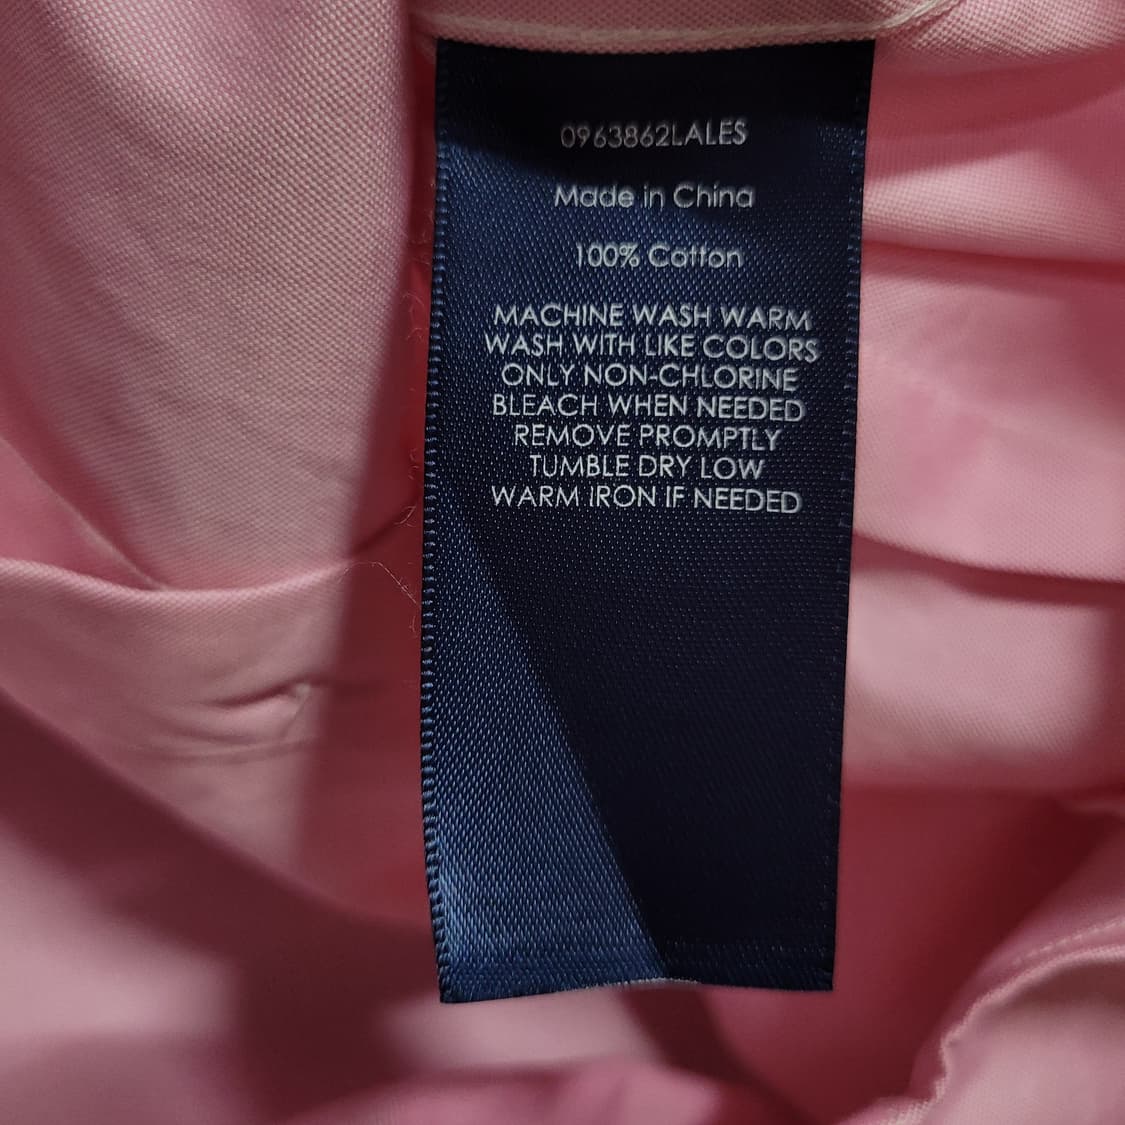 0963862LALES
Made in China
100% Cotton
MACHINE WASH WARM
WASH WITH LIKE COLORS
ONLY NON-CHLORINE
BLEACH WHEN NEEDED
REMOVE PROMPTLY
TUMBLE DRY LOW
WARM IRON IF NEEDED